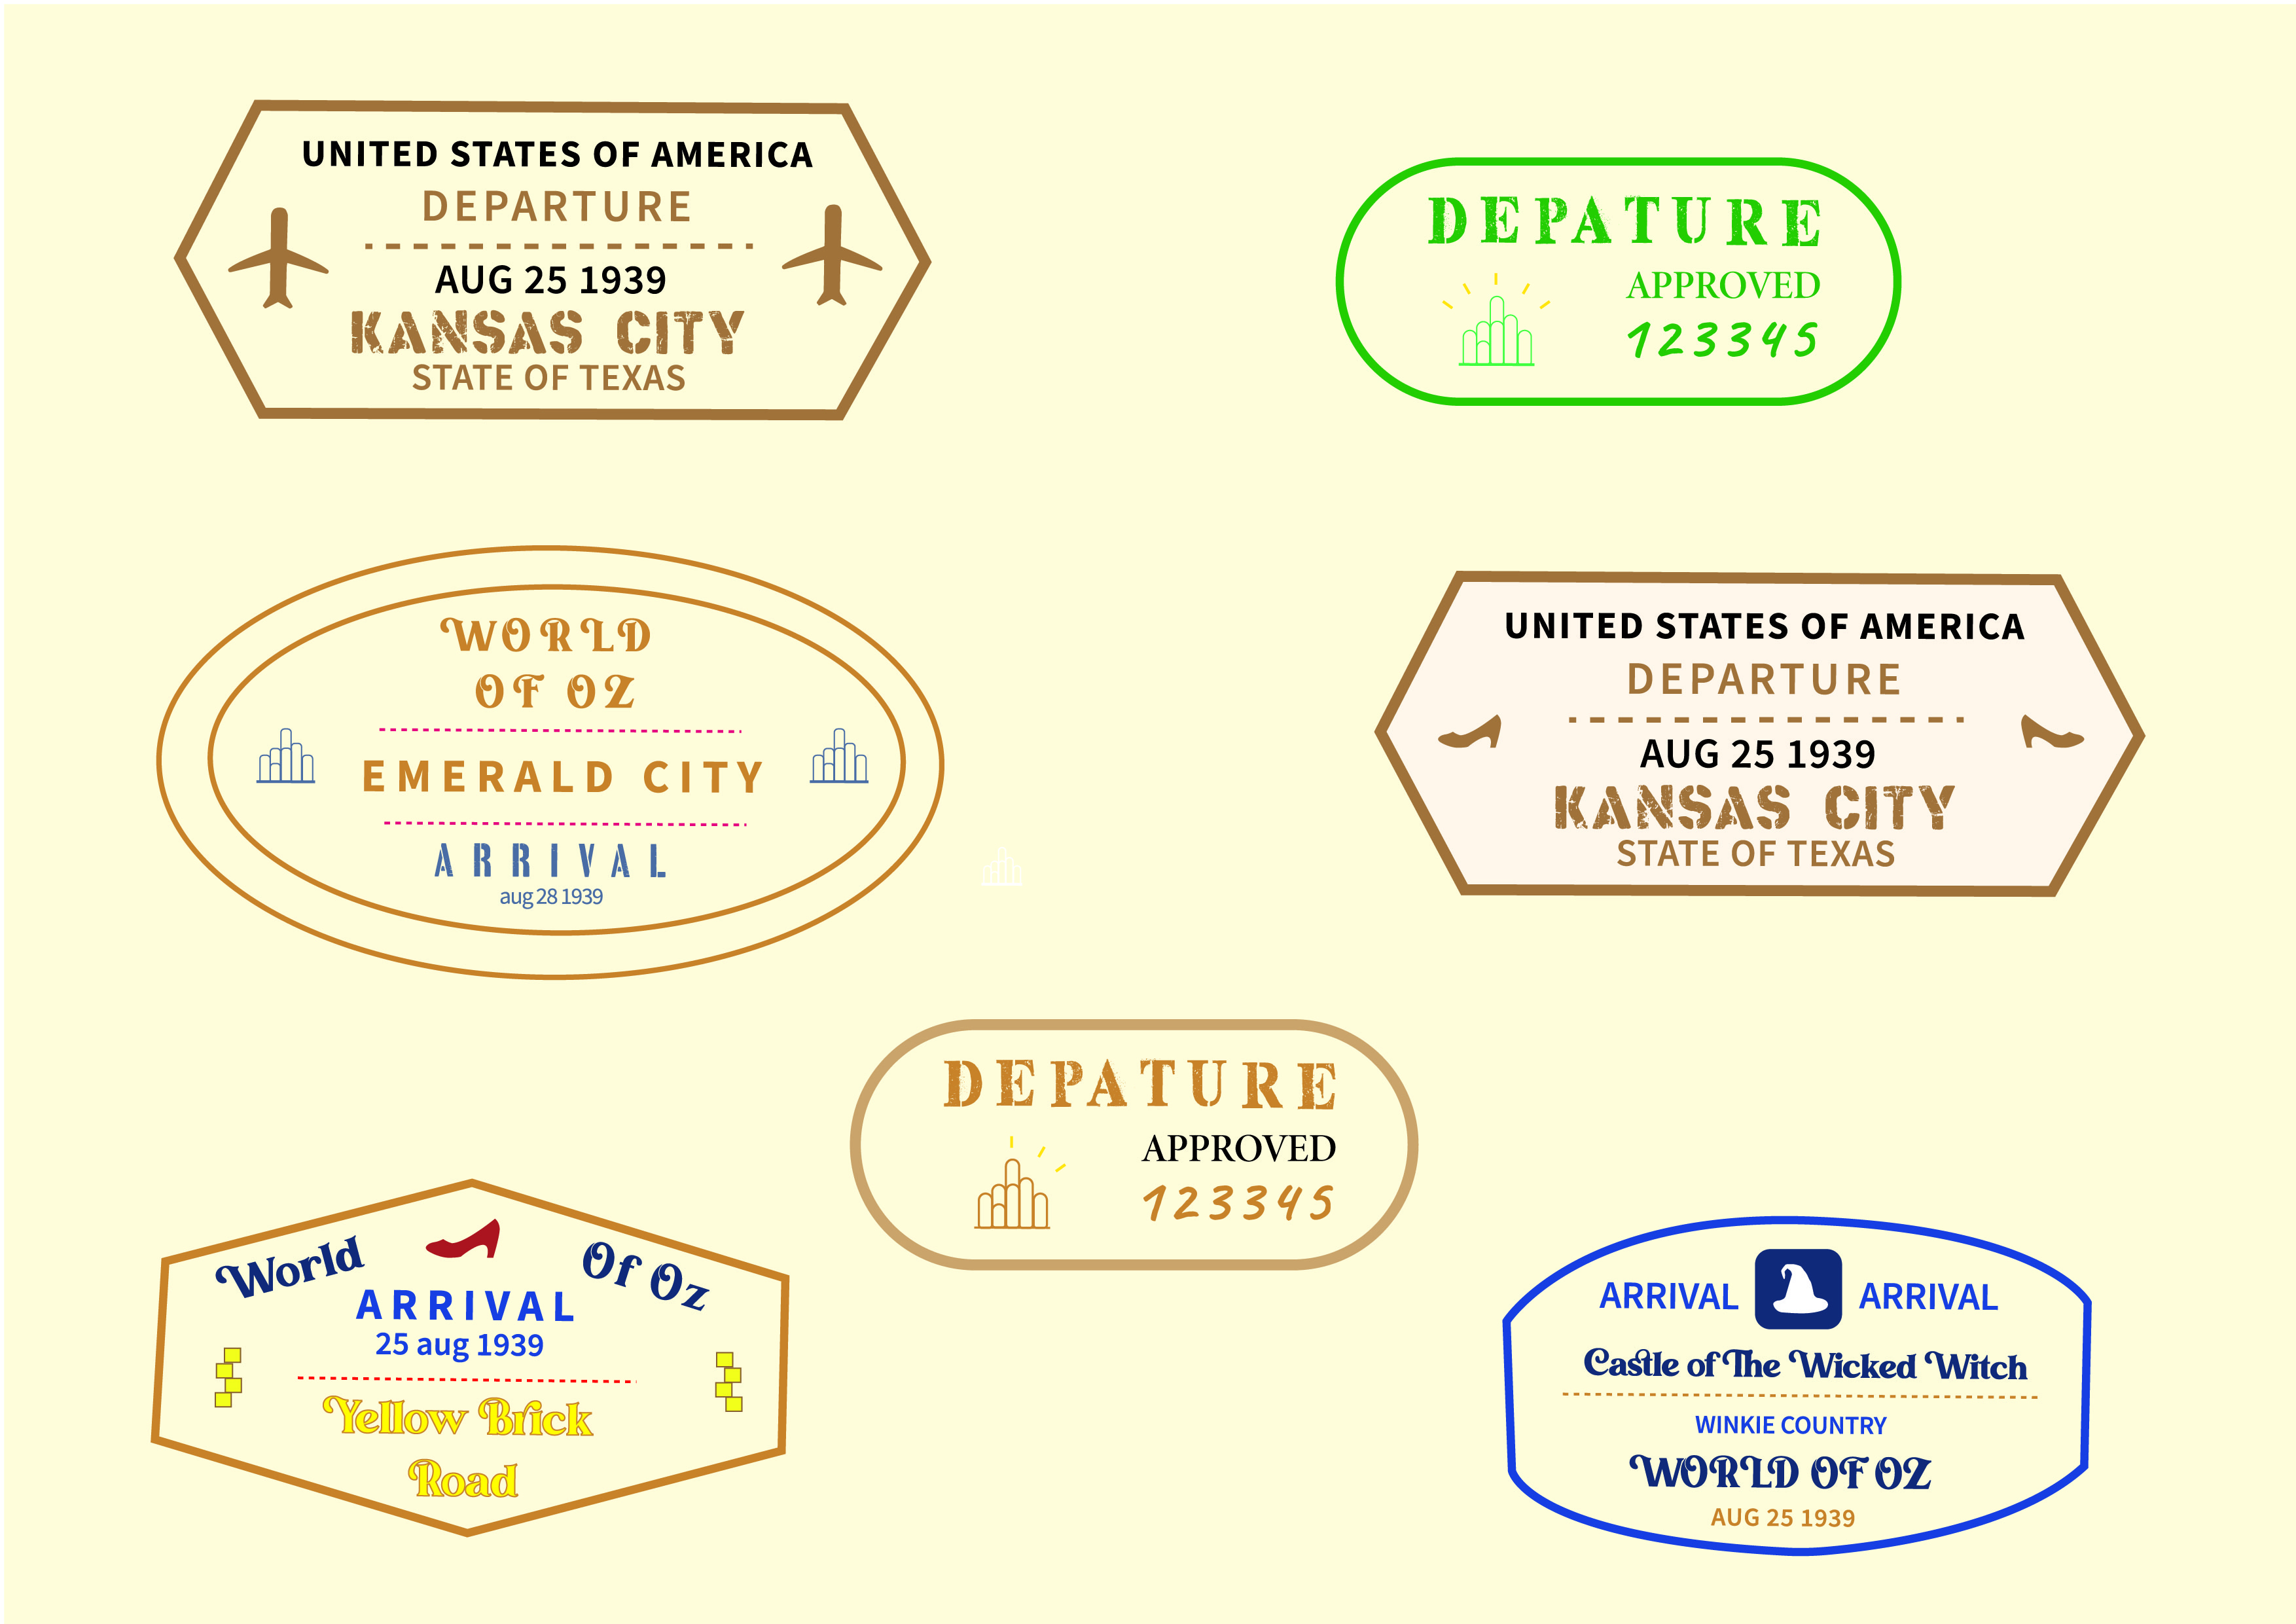 UNITED STATES OF AMERICA
DEPARTURE
AUG 25 1939
KANSAS CITY
STATE OF TEXAS
DEPATURE
APPROVED
123345
WORLD
OF OZ
EMERALD CITY
ARRIVAL
aug 28 1939
UNITED STATES OF AMERICA
DEPARTURE
AUG 25 1939
KANSAS CITY
STATE OF TEXAS
DEPATURE
APPROVED
123345
World Of Oz
ARRIVAL
25 aug 1939
Yellow Brick
Road
ARRIVAL ARRIVAL
Castle of The Wicked Witch
WINKIE COUNTRY
WORLD OF OZ
AUG 25 1939